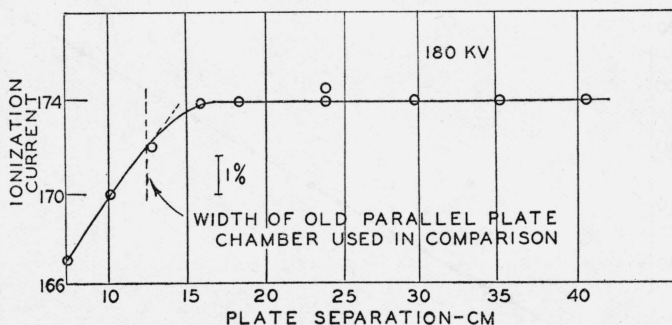 180 KV
IONIZATION
CURRENT
174
170
166
1%
WIDTH OF OLD PARALLEL PLATE
CHAMBER USED IN COMPARISON
10 15 20 25 30 35 40
PLATE SEPARATION-CM